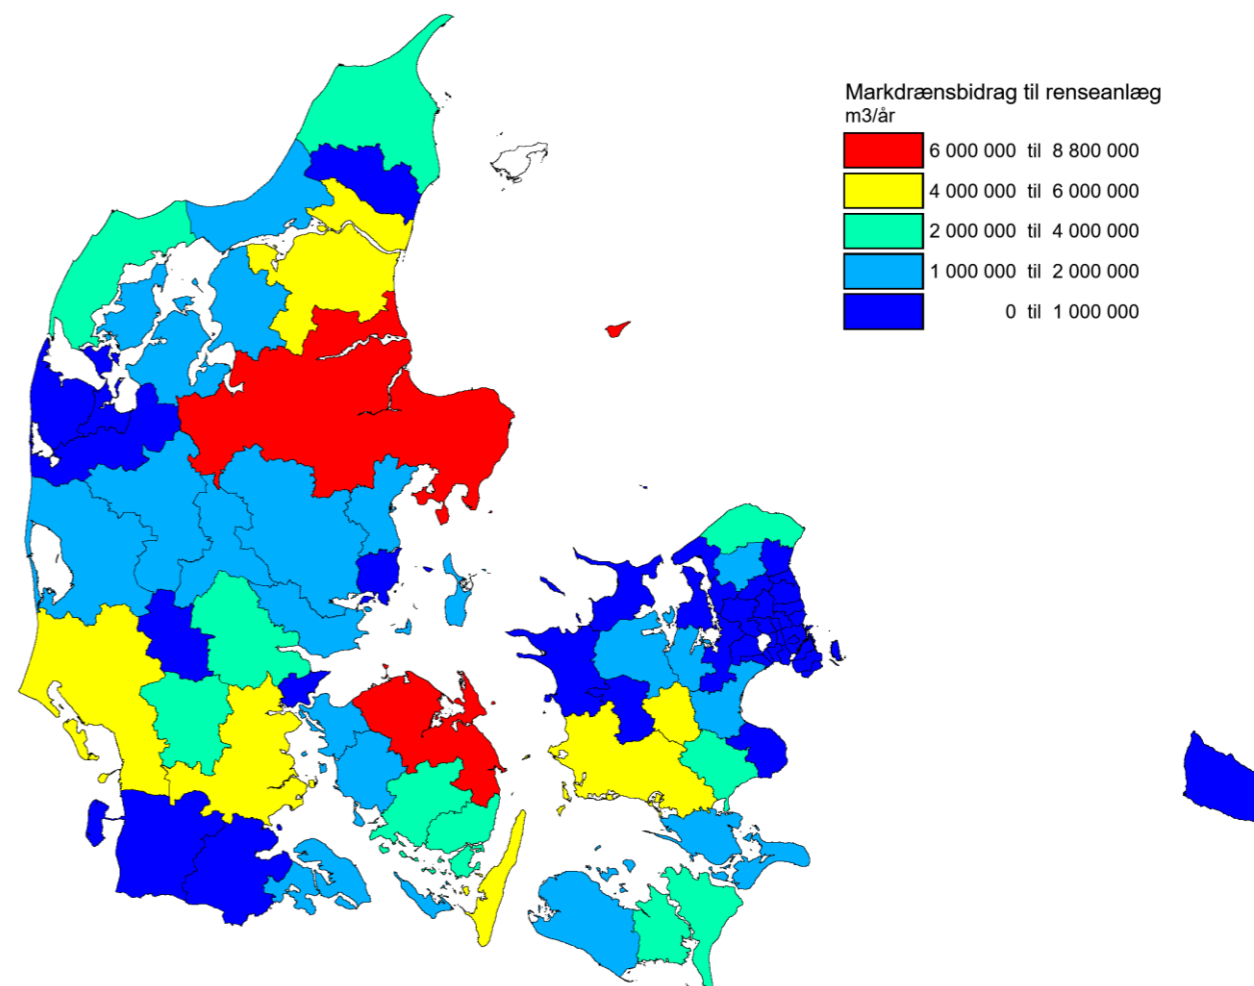 Markdrænsbidrag til renseanlæg
m3/år
6 000 000 til 8 800 000
4 000 000 til 6 000 000
2 000 000 til 4 000 000
1 000 000 til 2 000 000
0 til 1 000 000